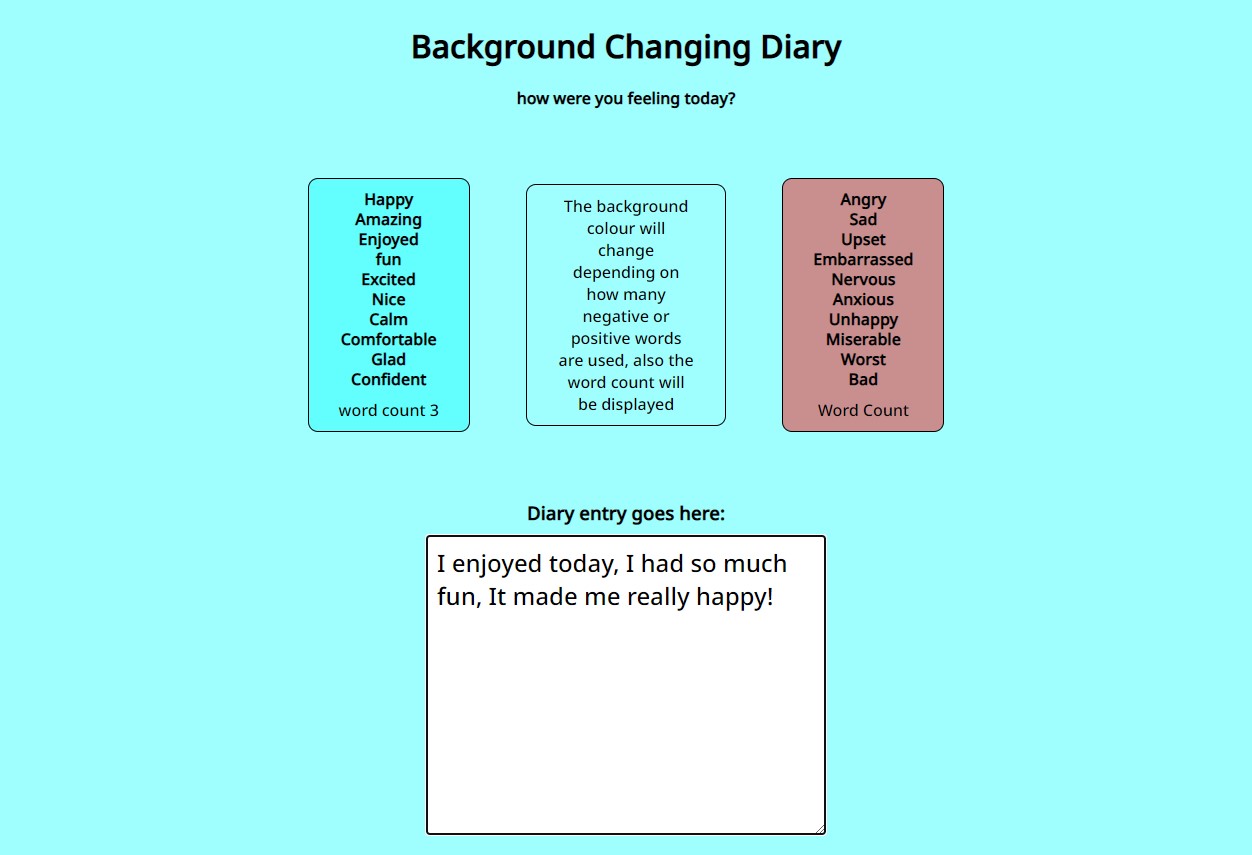 Background Changing Diary
how were you feeling today?
Happy
Amazing
Enjoyed
fun
Excited
Nice
Calm
Comfortable
Glad
Confident
word count 3
The background
colour will
change
depending on
how many
negative or
positive words
are used, also the
word count will
be displayed
Angry
Sad
Upset
Embarrassed
Nervous
Anxious
Unhappy
Miserable
Worst
Bad
Word Count
Diary entry goes here:
I enjoyed today, I had so much
fun, It made me really happy!